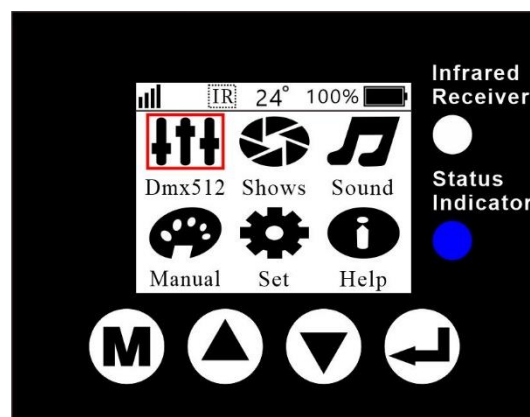 Infrared
Receiver
IR 24° 100%
Dmx512 Shows Sound
Status
Indicator
Manual Set Help
M